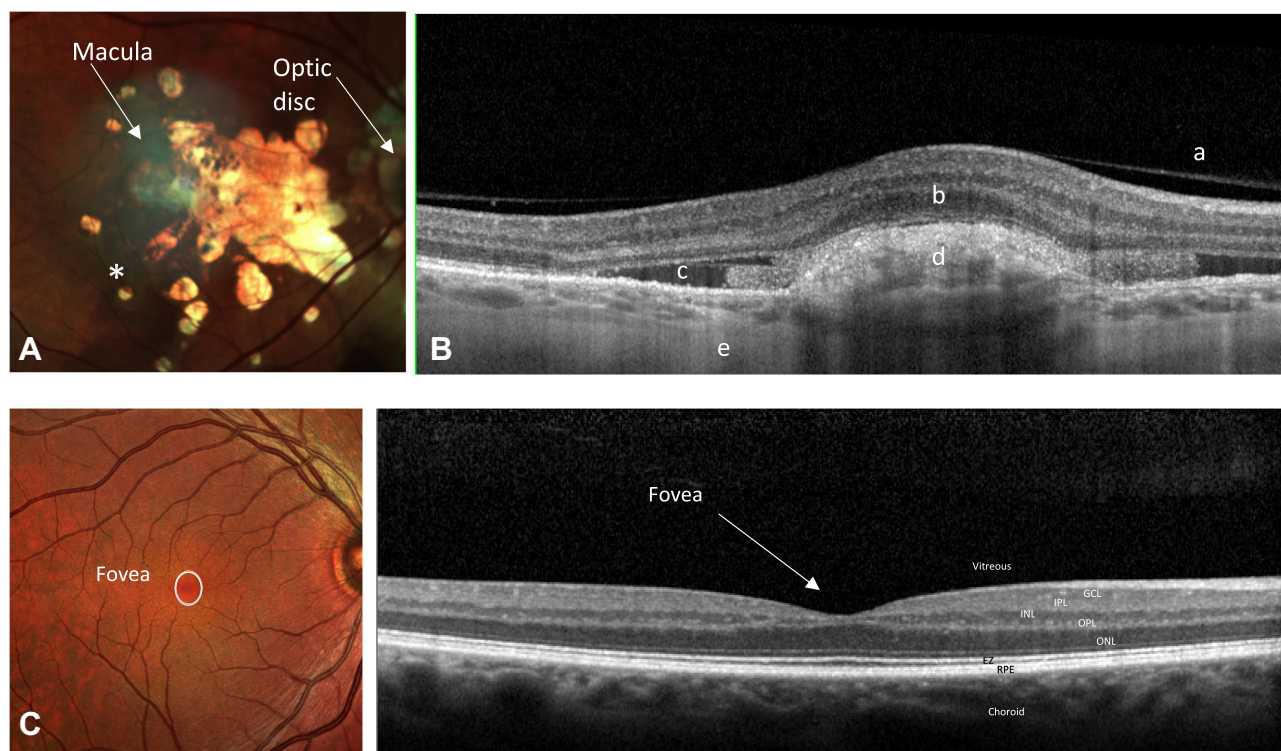 Macula
Optic
disc
*
A
a
b
c
d
e
B
Fovea
C
Fovea
Vitreous
GCL
IPL
INL
OPL
ONL
EZ
RPE
Choroid